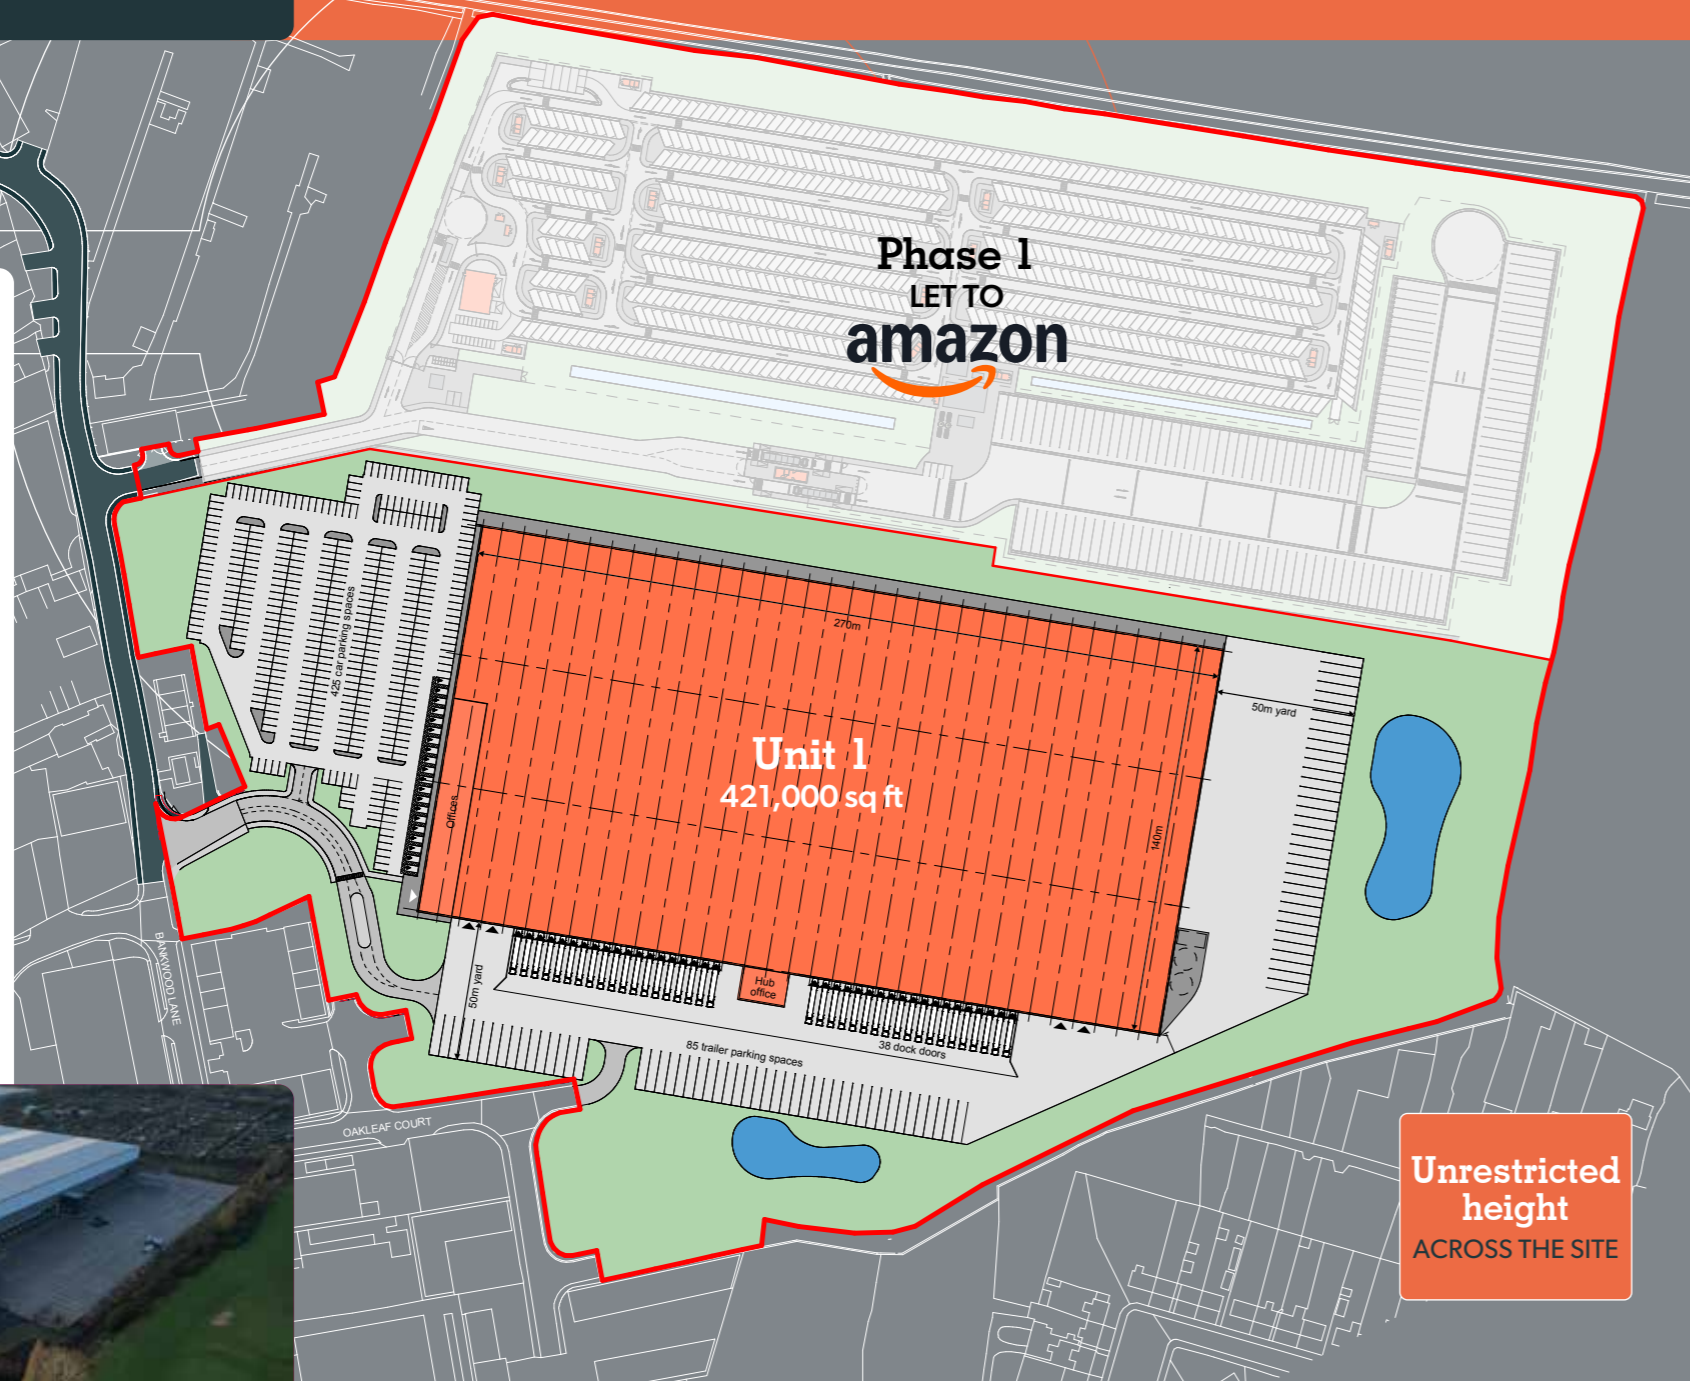 Phase 1
LET TO
amazon
270m
425 car parking spaces
50m yard
Unit 1
421,000 sq ft
Offices
140m
BANKWOOD LANE
50m yard
Hub
office
85 trailer parking spaces
38 dock doors
OAKLEAF COURT
Unrestricted
height
ACROSS THE SITE